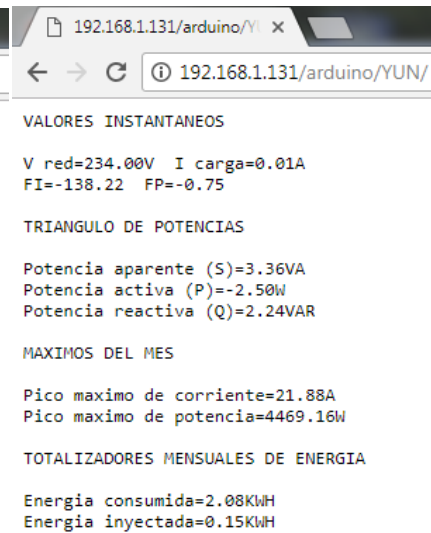 192.168.1.131/arduino/Y
192.168.1.131/arduino/YUN/
VALORES INSTANTANEOS
V red=234.00V I carga=0.01A
FI=-138.22 FP=-0.75
TRIANGULO DE POTENCIAS
Potencia aparente (S)=3.36VA
Potencia activa (P)=-2.50W
Potencia reactiva (Q)=2.24VAR
MAXIMOS DEL MES
Pico maximo de corriente=21.88A
Pico maximo de potencia=4469.16W
TOTALIZADORES MENSUALES DE ENERGIA
Energia consumida=2.08KWH
Energia inyectada=0.15KWH